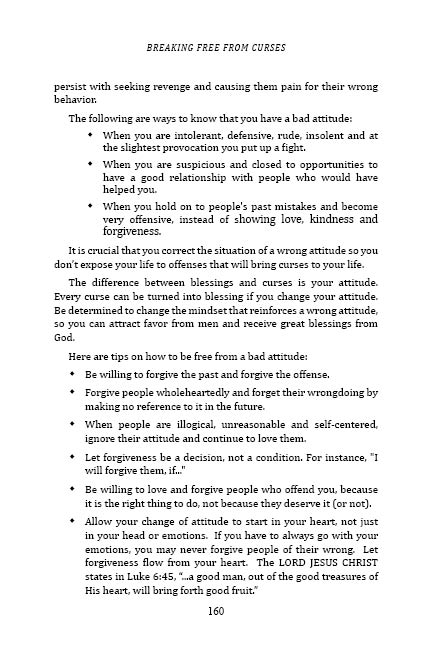 BREAKING FREE FROM CURSES
persist with seeking revenge and causing them pain for their wrong
behavior.
The following are ways to know that you have a bad attitude:
◆ When you are intolerant, defensive, rude, insolent and at
the slightest provocation you put up a fight.
◆ When you are suspicious and closed to opportunities to
have a good relationship with people who would have
helped you.
◆ When you hold on to people's past mistakes and become
very offensive, instead of showing love, kindness and
forgiveness.
It is crucial that you correct the situation of a wrong attitude so you
don't expose your life to offenses that will bring curses to your life.
The difference between blessings and curses is your attitude.
Every curse can be turned into blessing if you change your attitude.
Be determined to change the mindset that reinforces a wrong attitude,
so you can attract favor from men and receive great blessings from
God.
Here are tips on how to be free from a bad attitude:
◆ Be willing to forgive the past and forgive the offense.
◆ Forgive people wholeheartedly and forget their wrongdoing by
making no reference to it in the future.
◆ When people are illogical, unreasonable and self-centered,
ignore their attitude and continue to love them.
◆ Let forgiveness be a decision, not a condition. For instance, "I
will forgive them, if..."
◆ Be willing to love and forgive people who offend you, because
it is the right thing to do, not because they deserve it (or not).
◆ Allow your change of attitude to start in your heart, not just
in your head or emotions. If you have to always go with your
emotions, you may never forgive people of their wrong. Let
forgiveness flow from your heart. The LORD JESUS CHRIST
states in Luke 6:45, "...a good man, out of the good treasures of
His heart, will bring forth good fruit."
160